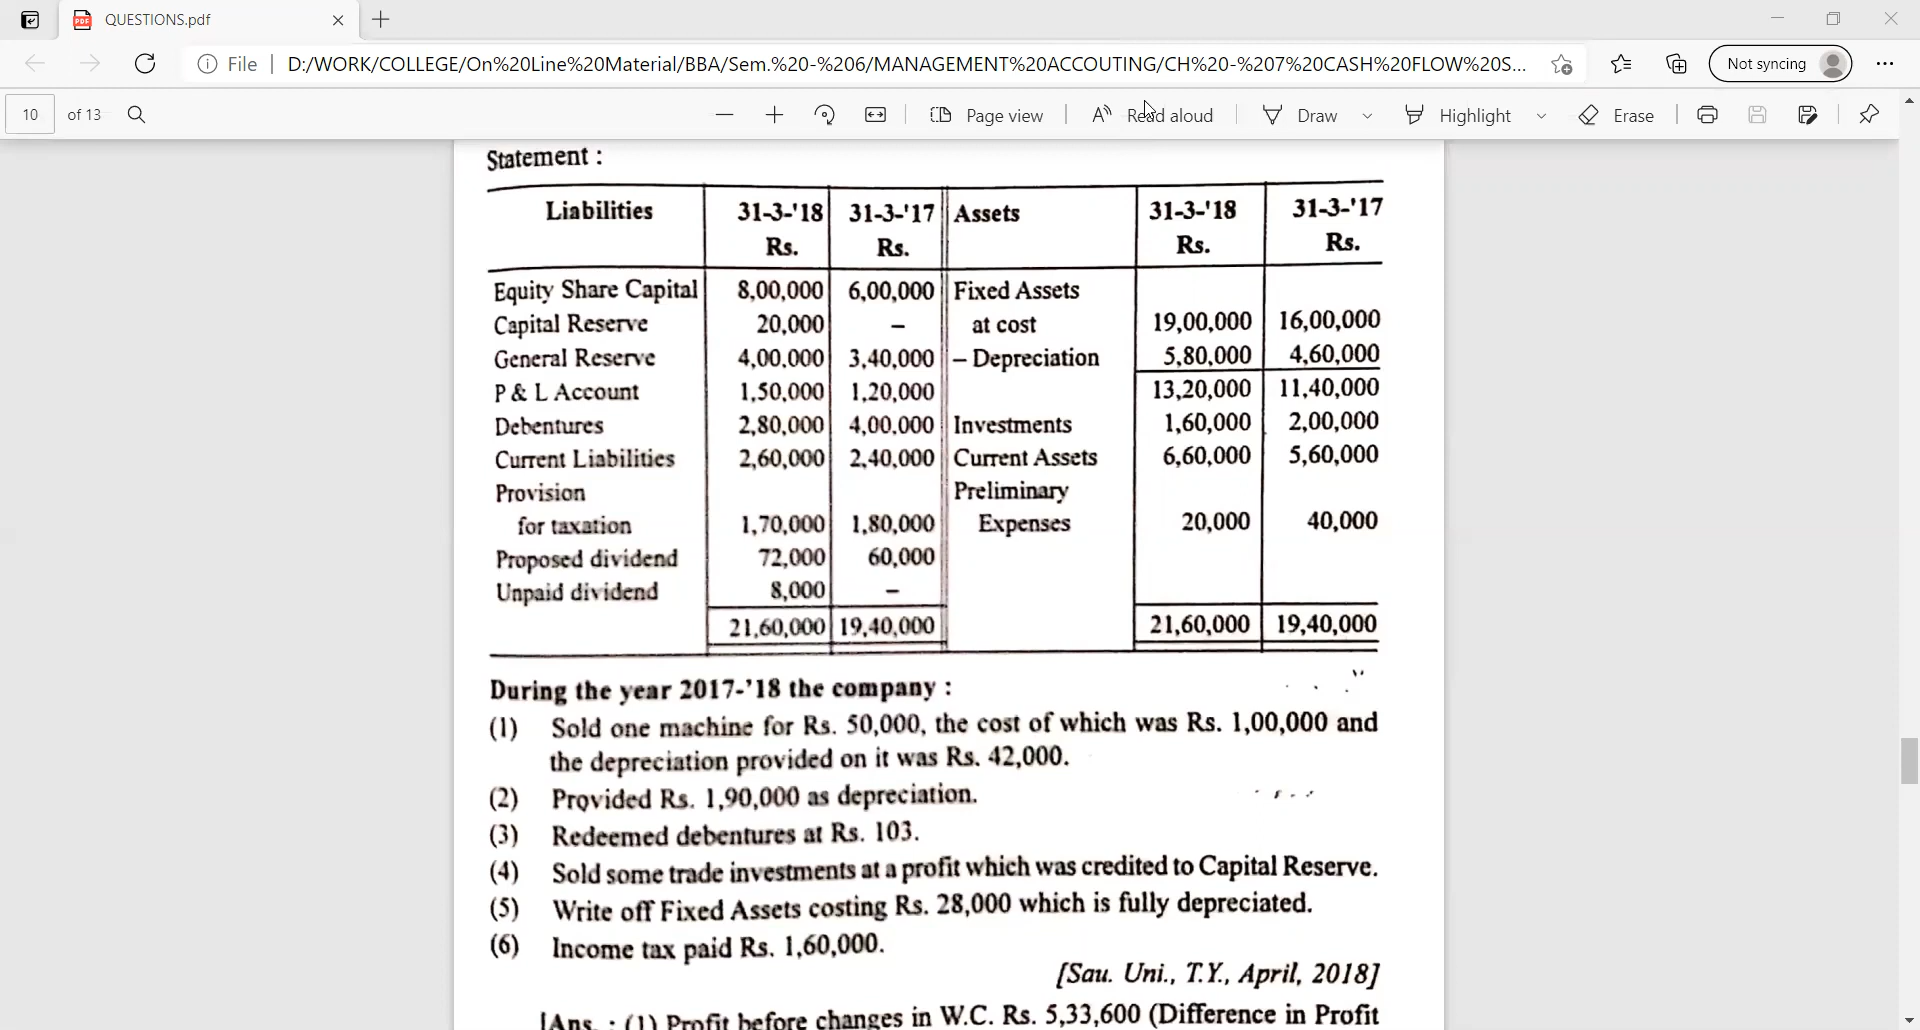 QUESTIONS.pdf
File D:/WORK/COLLEGE/On%20Line%20Material/BBA/Sem.%20-%206/MANAGEMENT%20ACCOUTING/CH%20-%207%20CASH%20FLOW%20S... Not syncing
10 of 13 Page view Read aloud Draw Highlight Erase
Statement :
Liabilities 31-3-'18 31-3-'17 Assets 31-3-'18 31-3-'17
Rs. Rs. Rs. Rs.
Equity Share Capital 8,00,000 6,00,000 Fixed Assets
Capital Reserve 20,000 – at cost 19,00,000 16,00,000
General Reserve 4,00,000 3,40,000 – Depreciation 5,80,000 4,60,000
P & L Account 1,50,000 1,20,000 13,20,000 11,40,000
Debentures 2,80,000 4,00,000 Investments 1,60,000 2,00,000
Current Liabilities 2,60,000 2,40,000 Current Assets 6,60,000 5,60,000
Provision Preliminary
for taxation 1,70,000 1,80,000 Expenses 20,000 40,000
Proposed dividend 72,000 60,000
Unpaid dividend 8,000 –
21,60,000 19,40,000 21,60,000 19,40,000
During the year 2017-'18 the company :
(1) Sold one machine for Rs. 50,000, the cost of which was Rs. 1,00,000 and
the depreciation provided on it was Rs. 42,000.
(2) Provided Rs. 1,90,000 as depreciation.
(3) Redeemed debentures at Rs. 103.
(4) Sold some trade investments at a profit which was credited to Capital Reserve.
(5) Write off Fixed Assets costing Rs. 28,000 which is fully depreciated.
(6) Income tax paid Rs. 1,60,000.
[Sau. Uni., T.Y., April, 2018]
[Ans. : (1) Profit before changes in W.C. Rs. 5,33,600 (Difference in Profit